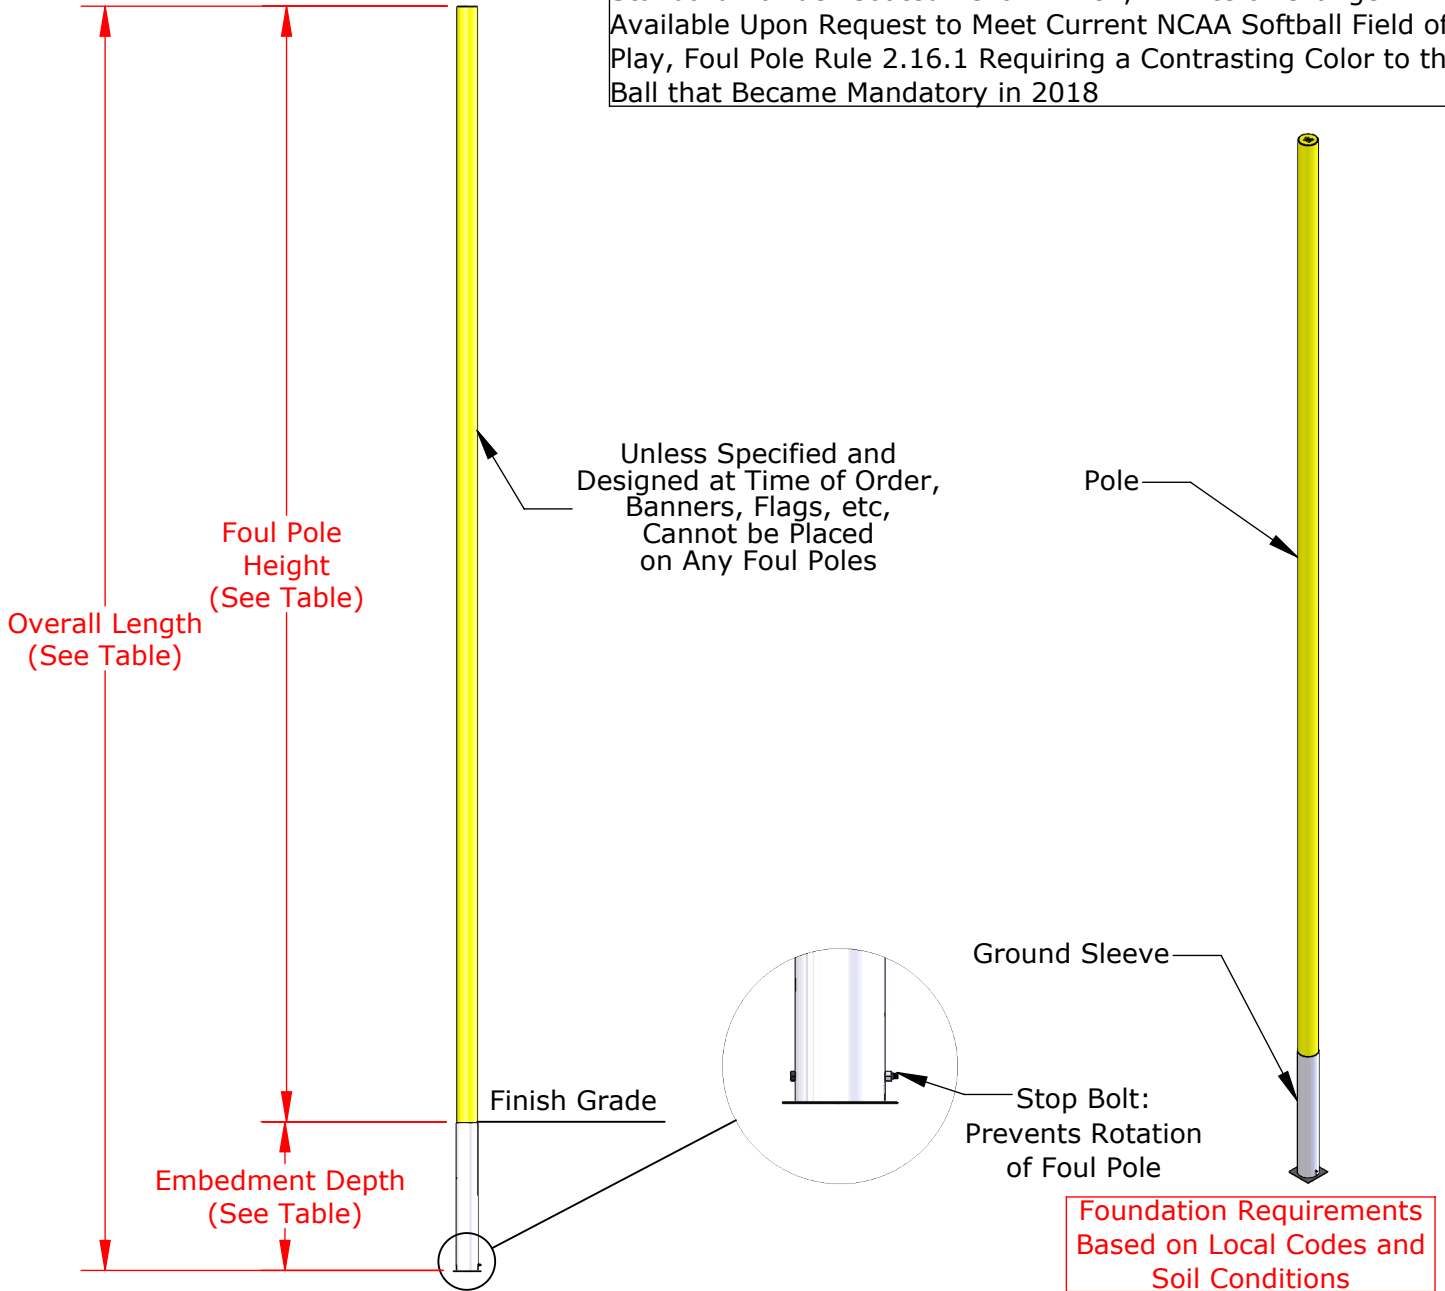 Available Upon Request to Meet Current NCAA Softball Field of
Play, Foul Pole Rule 2.16.1 Requiring a Contrasting Color to th
Ball that Became Mandatory in 2018
Unless Specified and
Designed at Time of Order,
Banners, Flags, etc,
Cannot be Placed
on Any Foul Poles
Pole
Foul Pole
Height
(See Table)
Overall Length
(See Table)
Ground Sleeve
Finish Grade
Stop Bolt:
Prevents Rotation
of Foul Pole
Embedment Depth
(See Table)
Foundation Requirements
Based on Local Codes and
Soil Conditions